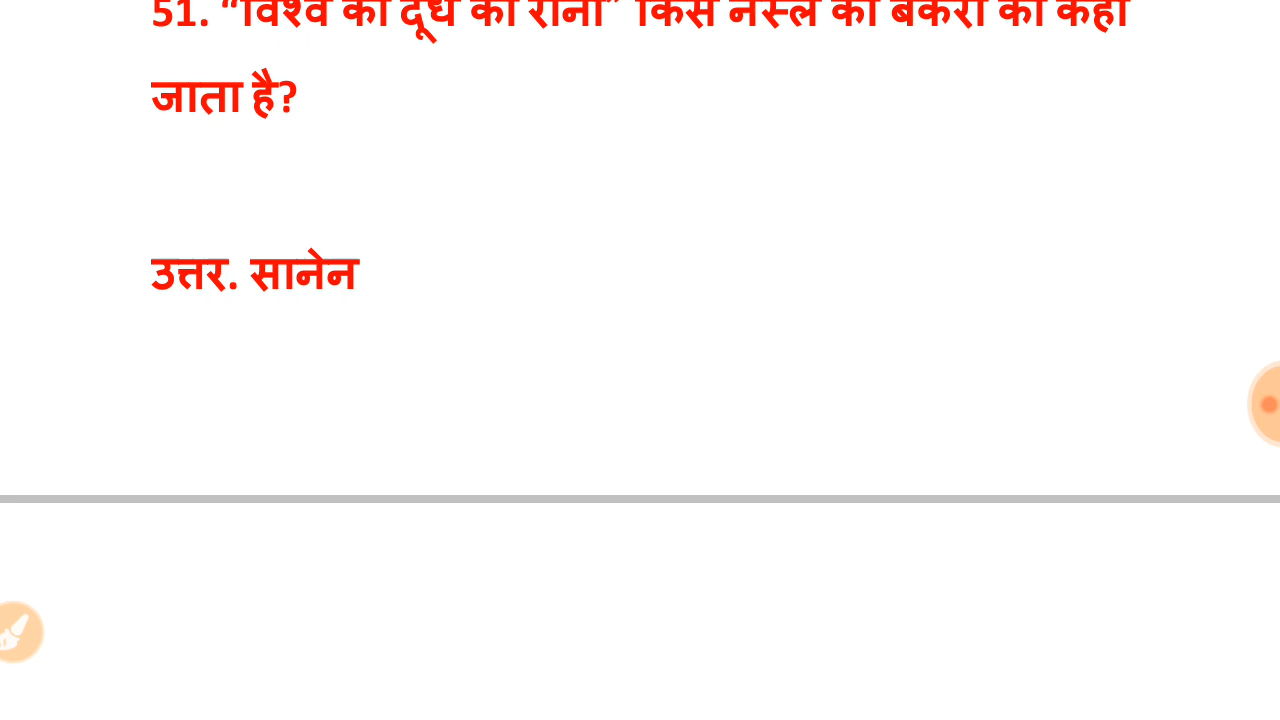 51. “विश्व की दूध की रानी” किस नस्ल की बकरी को कहा
जाता है?
उत्तर. सानेन